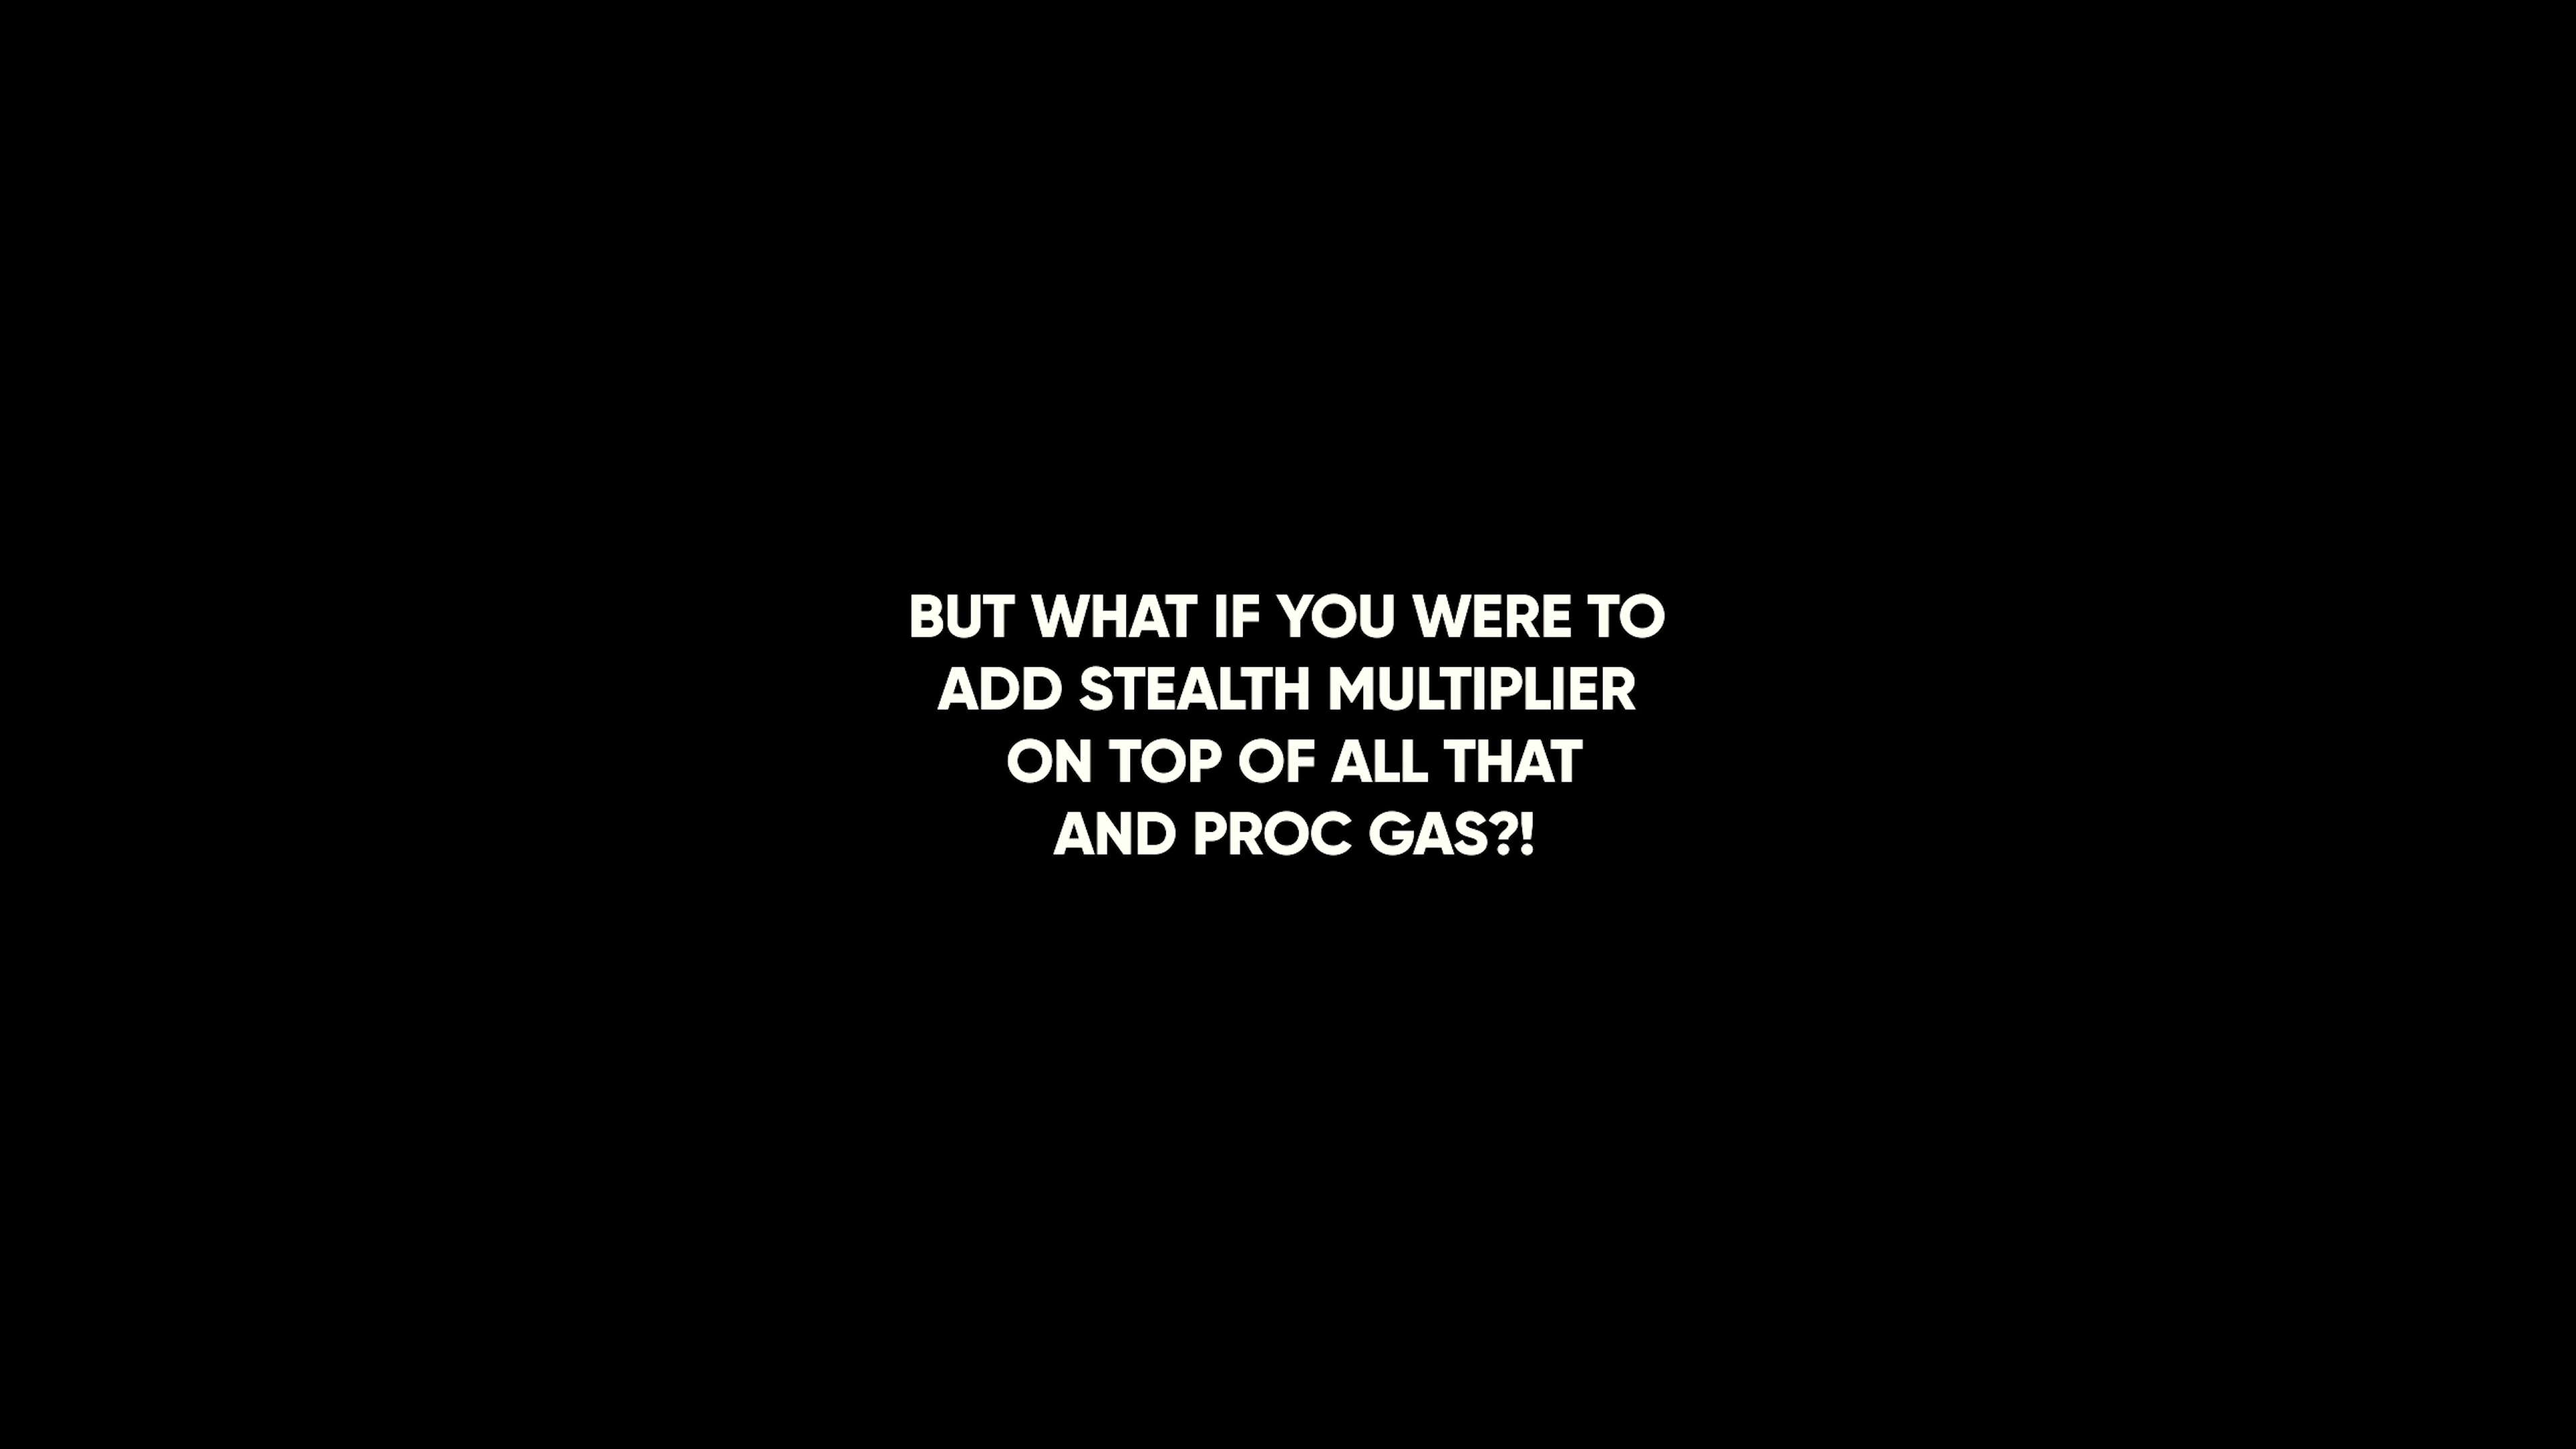 BUT WHAT IF YOU WERE TO
ADD STEALTH MULTIPLIER
ON TOP OF ALL THAT
AND PROC GAS?!